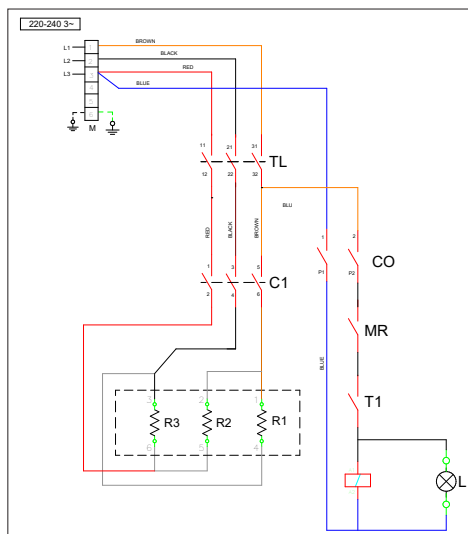 220-240 3~
BROWN
L1 1
BLACK
L2 2
RED
L3 3
BLUE
4
5
6
M
11 21 31
TL
12 22 32
BLU
RED BLACK BROWN
1 2
CO
P1 P2
1 3 5
C1
2 4 6
MR
BLUE
T1
3 2 1
R3 R2 R1
6 5 4
L